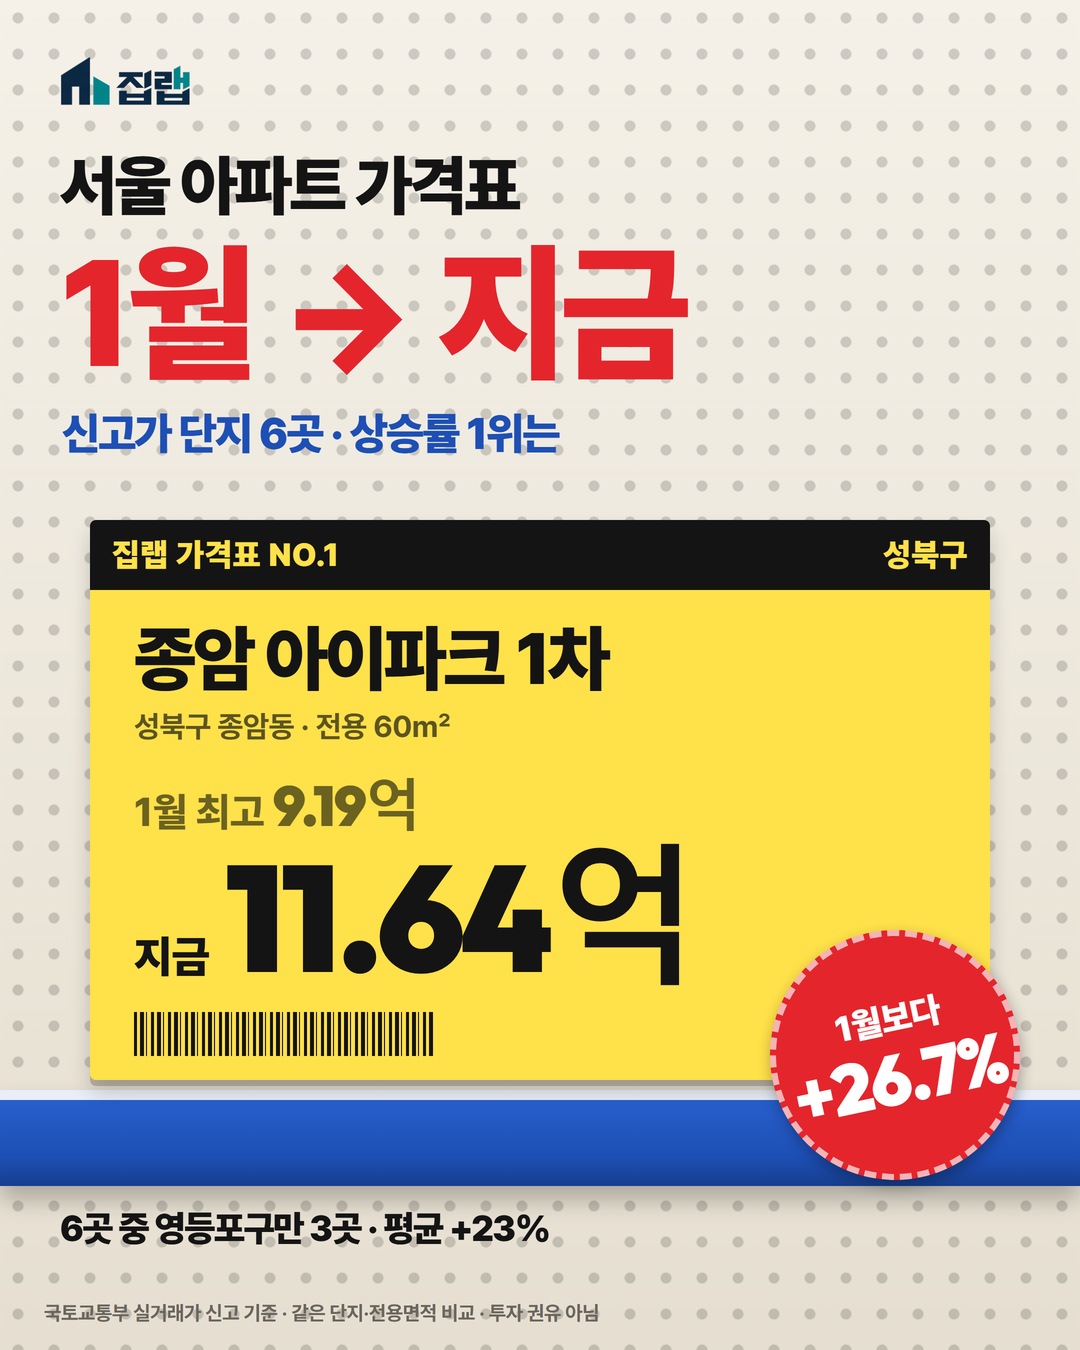 집랩
서울 아파트 가격표
1월 → 지금
신고가 단지 6곳 · 상승률 1위는
집랩 가격표 NO.1
성북구
종암 아이파크 1차
성북구 종암동 · 전용 60m²
1월 최고 9.19억
지금 11.64억
1월보다
+26.7%
6곳 중 영등포구만 3곳 · 평균 +23%
국토교통부 실거래가 신고 기준 · 같은 단지·전용면적 비교 · 투자 권유 아님